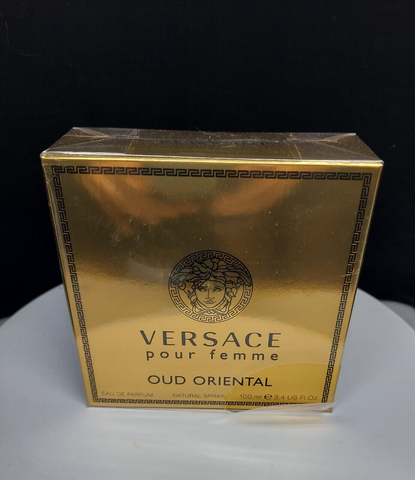 VERSACE
pour femme
OUD ORIENTAL
EAU DE PARFUM NATURAL SPRAY 100 ml ℮ 3.4 US Fl.Oz.